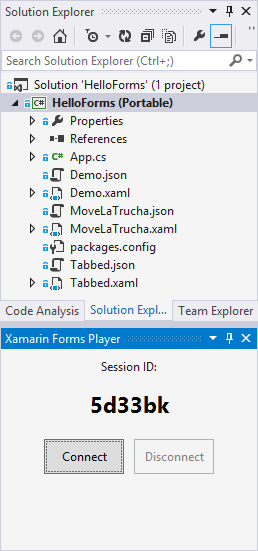 Solution Explorer
Search Solution Explorer (Ctrl+;)
Solution 'HelloForms' (1 project)
C# HelloForms (Portable)
Properties
References
C# App.cs
Demo.json
Demo.xaml
MoveLaTrucha.json
MoveLaTrucha.xaml
packages.config
Tabbed.json
Tabbed.xaml
Code Analysis Solution Explo... Team Explorer
Xamarin Forms Player
Session ID:
5d33bk
Connect Disconnect